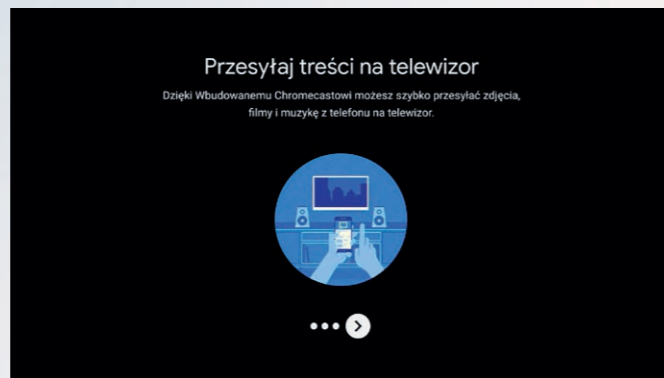 Przesyłaj treści na telewizor
Dzięki Wbudowanemu Chromecastowi możesz szybko przesyłać zdjęcia,
filmy i muzykę z telefonu na telewizor.